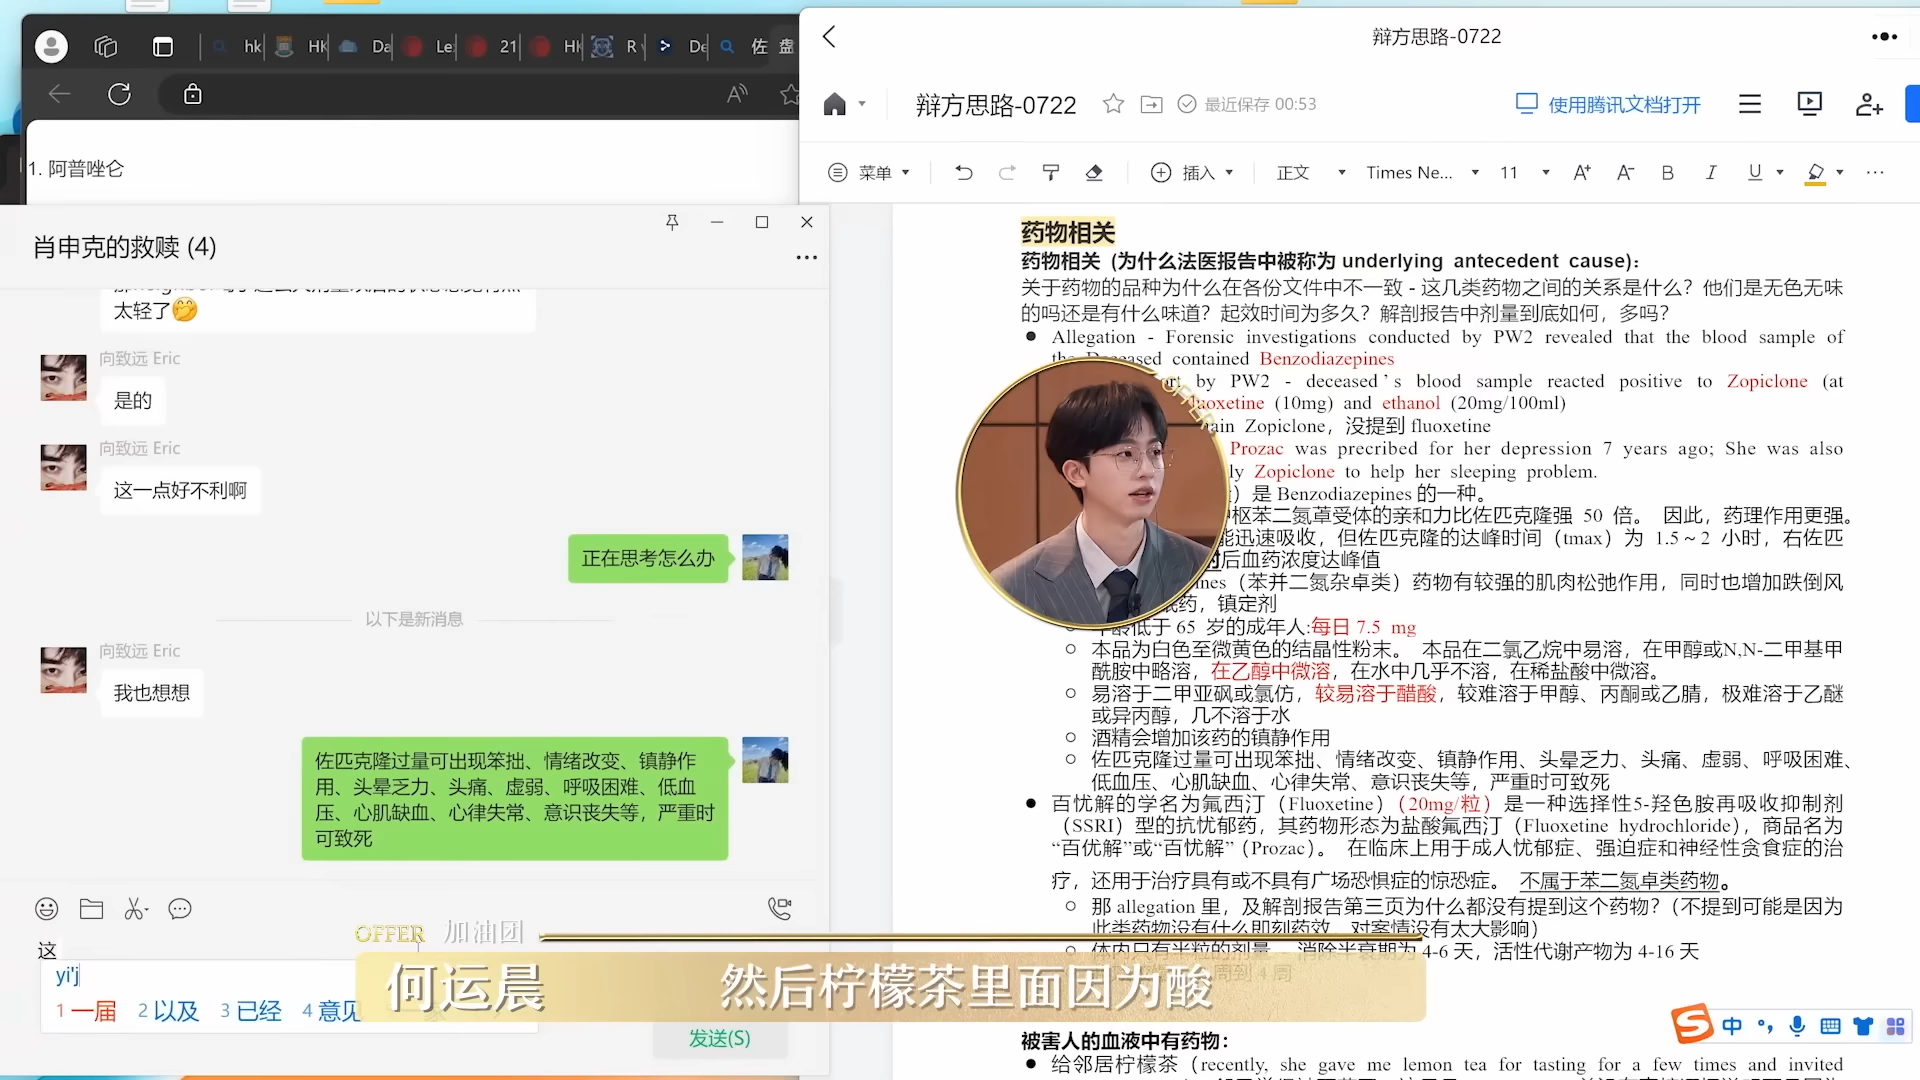 hk
HK
Da
Le
21
HK
R
De
佐
盘
1. 阿普唑仑
肖申克的救赎 (4)
太轻了
向致远 Eric
是的
向致远 Eric
这一点好不利啊
正在思考怎么办
以下是新消息
向致远 Eric
我也想想
佐匹克隆过量可出现笨拙、情绪改变、镇静作
用、头晕乏力、头痛、虚弱、呼吸困难、低血
压、心肌缺血、心律失常、意识丧失等，严重时
可致死
这
yi'j
1 一届 2 以及 3 已经 4 意见
发送(S)
辩方思路-0722
辩方思路-0722
最近保存 00:53
使用腾讯文档打开
菜单
插入
正文
Times Ne...
11
药物相关
药物相关 (为什么法医报告中被称为 underlying antecedent cause)：
关于药物的品种为什么在各份文件中不一致 - 这几类药物之间的关系是什么？他们是无色无味
的吗还是有什么味道？起效时间为多久？解剖报告中剂量到底如何，多吗？
Allegation - Forensic investigations conducted by PW2 revealed that the blood sample of
the Deceased contained Benzodiazepines
by PW2 - deceased's blood sample reacted positive to Zopiclone (at
(10mg) and ethanol (20mg/100ml)
Zopiclone，没提到 fluoxetine
Prozac was precribed for her depression 7 years ago; She was also
Zopiclone to help her sleeping problem.
）是 Benzodiazepines 的一种。
枢苯二氮䓬受体的亲和力比佐匹克隆强 50 倍。 因此，药理作用更强。
能迅速吸收，但佐匹克隆的达峰时间（tmax）为 1.5～2 小时，右佐匹
后血药浓度达峰值
（苯并二氮杂卓类）药物有较强的肌肉松弛作用，同时也增加跌倒风
药，镇定剂
年龄低于 65 岁的成年人:每日 7.5 mg
本品为白色至微黄色的结晶性粉末。 本品在二氯乙烷中易溶，在甲醇或N,N-二甲基甲
酰胺中略溶，在乙醇中微溶，在水中几乎不溶，在稀盐酸中微溶。
易溶于二甲亚砜或氯仿，较易溶于醋酸，较难溶于甲醇、丙酮或乙腈，极难溶于乙醚
或异丙醇，几不溶于水
酒精会增加该药的镇静作用
佐匹克隆过量可出现笨拙、情绪改变、镇静作用、头晕乏力、头痛、虚弱、呼吸困难、
低血压、心肌缺血、心律失常、意识丧失等，严重时可致死
百忧解的学名为氟西汀（Fluoxetine）（20mg/粒）是一种选择性5-羟色胺再吸收抑制剂
（SSRI）型的抗忧郁药，其药物形态为盐酸氟西汀（Fluoxetine hydrochloride），商品名为
“百优解”或“百忧解”（Prozac）。 在临床上用于成人忧郁症、强迫症和神经性贪食症的治
疗，还用于治疗具有或不具有广场恐惧症的惊恐症。 不属于苯二氮卓类药物。
那 allegation 里，及解剖报告第三页为什么都没有提到这个药物？（不提到可能是因为
此类药物没有什么即刻药效，对案情没有太大影响）
体内只有半粒的剂量，消除半衰期为 4-6 天，活性代谢产物为 4-16 天
周到 4 周
被害人的血液中有药物：
给邻居柠檬茶（recently, she gave me lemon tea for tasting for a few times and invited
OFFER 加油团
何运晨 然后柠檬茶里面因为酸
OFFER
中